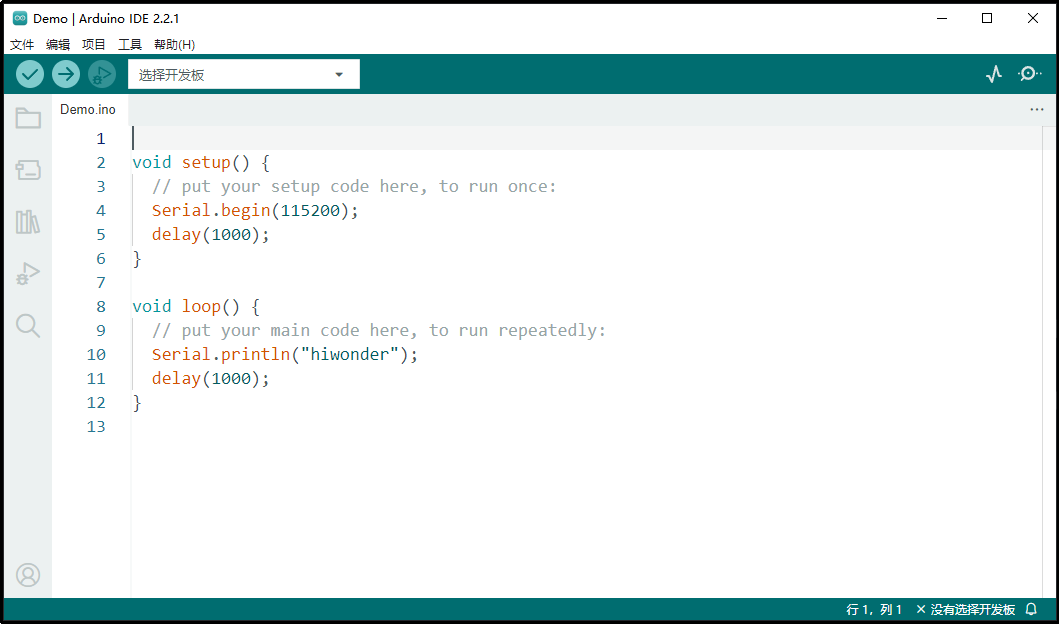 Demo | Arduino IDE 2.2.1
文件 编辑 项目 工具 帮助(H)
选择开发板
Demo.ino
1
2 void setup() {
3   // put your setup code here, to run once:
4   Serial.begin(115200);
5   delay(1000);
6 }
7
8 void loop() {
9   // put your main code here, to run repeatedly:
10   Serial.println("hiwonder");
11   delay(1000);
12 }
13
行 1，列 1 × 没有选择开发板